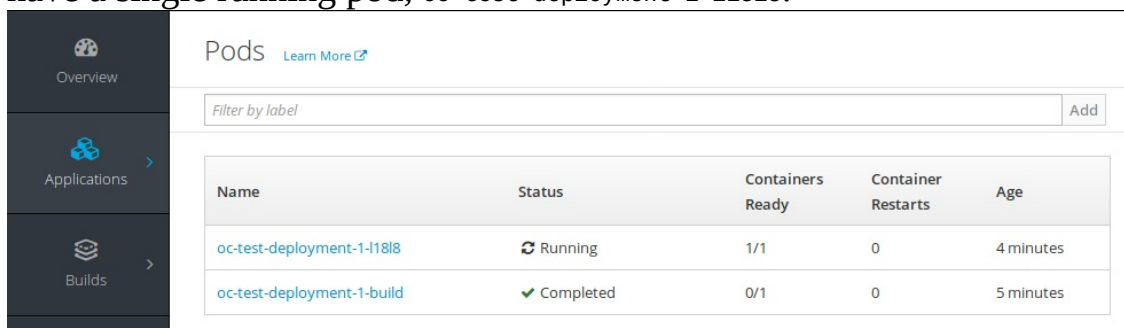 Overview
Pods Learn More
Filter by label Add
Applications
Name Status Containers Ready Container Restarts Age
oc-test-deployment-1-l18l8 Running 1/1 0 4 minutes
Builds
oc-test-deployment-1-build Completed 0/1 0 5 minutes